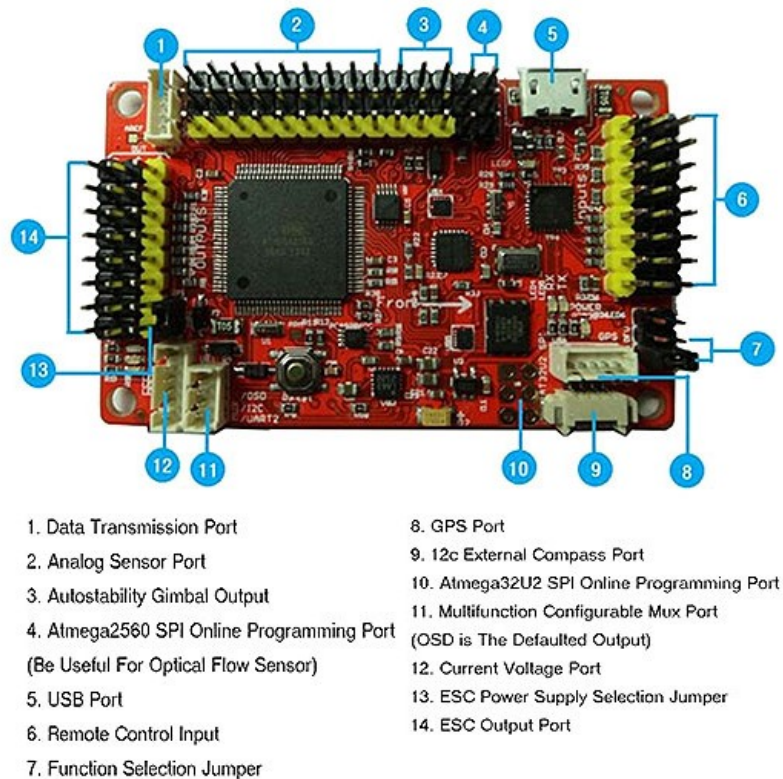 1
2
3
4
5
6
7
8
9
10
11
12
13
14
OUTPUTS
Inputs
Front
RX
TX
POWER
GPS
/OSD
/I2C
/UART2
1. Data Transmission Port
2. Analog Sensor Port
3. Autostability Gimbal Output
4. Atmega2560 SPI Online Programming Port
(Be Useful For Optical Flow Sensor)
5. USB Port
6. Remote Control Input
7. Function Selection Jumper
8. GPS Port
9. 12c External Compass Port
10. Atmega32U2 SPI Online Programming Port
11. Multifunction Configurable Mux Port
(OSD is The Defaulted Output)
12. Current Voltage Port
13. ESC Power Supply Selection Jumper
14. ESC Output Port